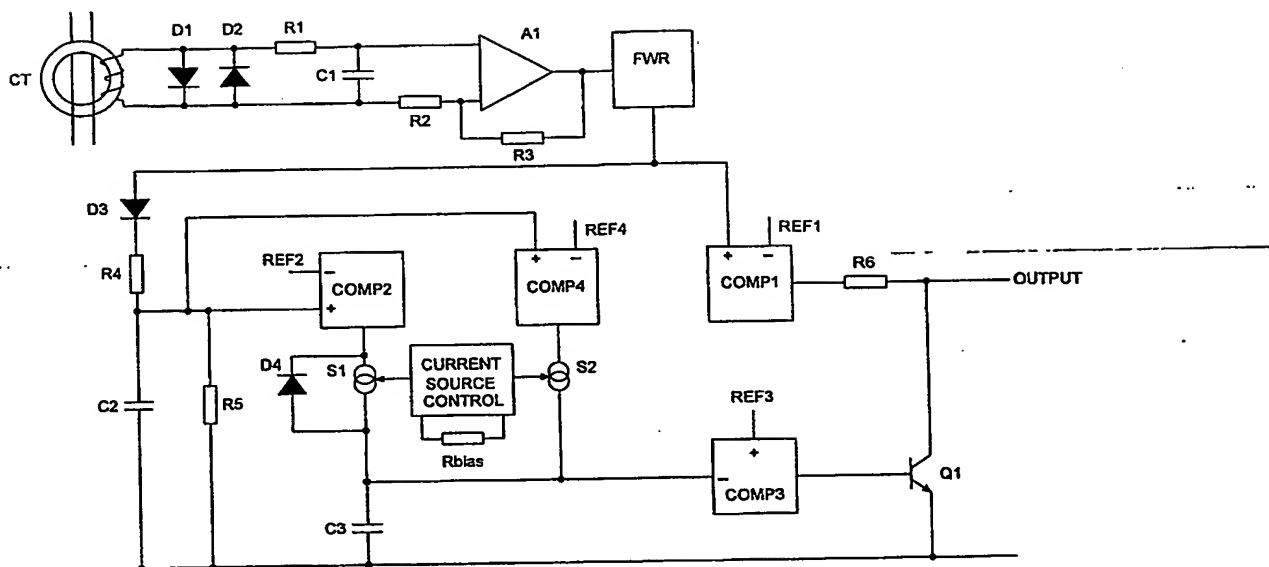 D1
D2
R1
A1
FWR
CT
C1
R2
R3
D3
R4
REF2
−
COMP2
+
REF4
+ −
COMP4
REF1
+ −
COMP1
R6
OUTPUT
D4
S1
CURRENT
SOURCE
CONTROL
S2
C2
R5
Rbias
REF3
+
−
COMP3
Q1
C3